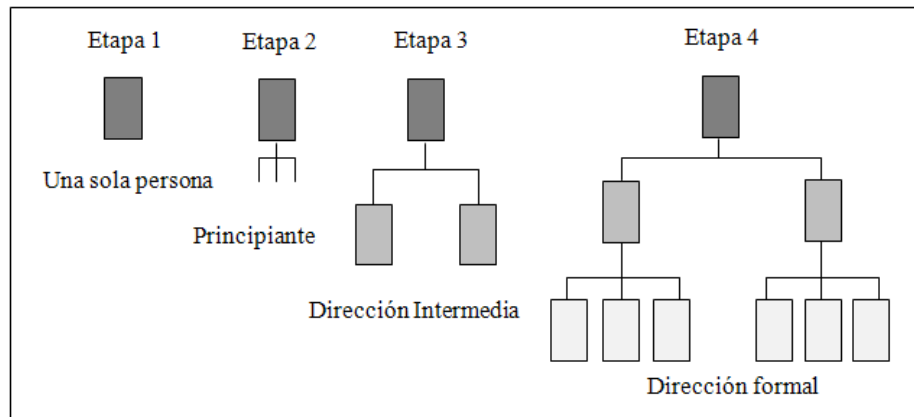 Etapa 1
Etapa 2
Etapa 3
Etapa 4
Una sola persona
Principiante
Dirección Intermedia
Dirección formal